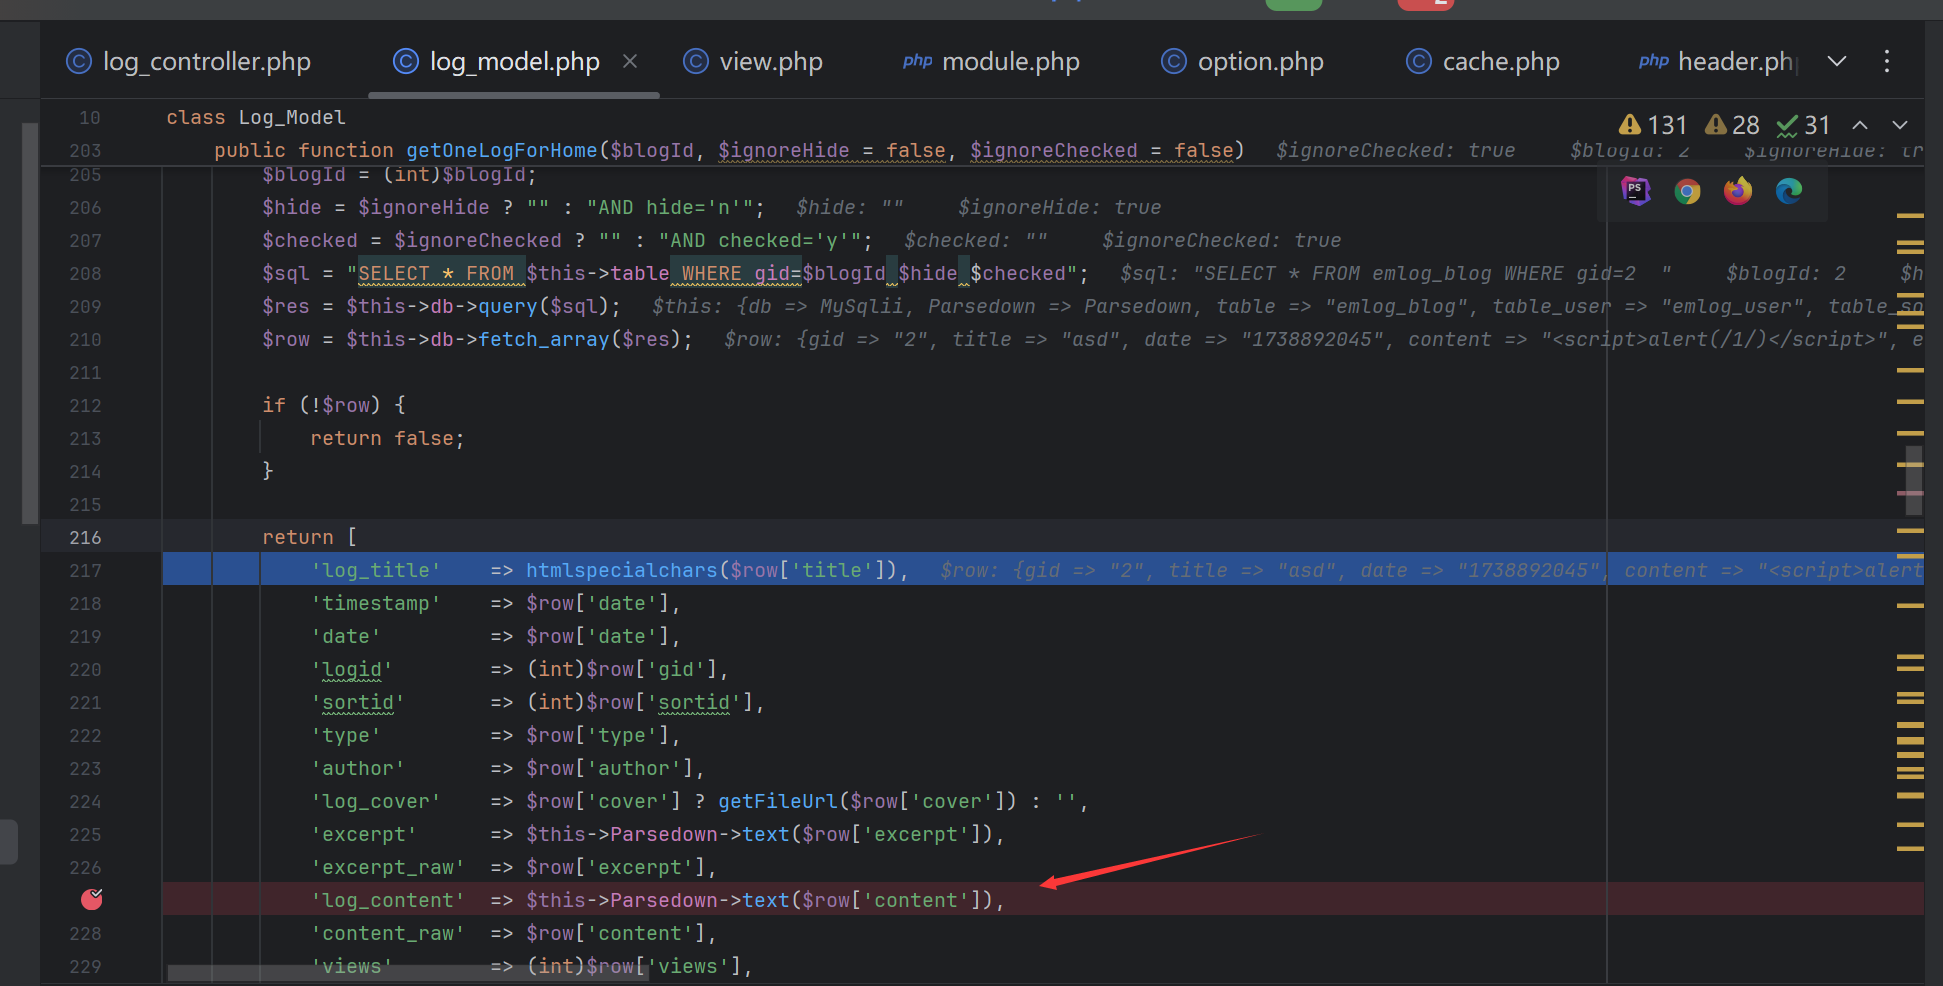 log_controller.php log_model.php view.php php module.php option.php cache.php php header.ph
10 class Log_Model 131 28 31
203 public function getOneLogForHome($blogId, $ignoreHide = false, $ignoreChecked = false) $ignoreChecked: true $blogId: 2 $ignoreHide: tr
205 $blogId = (int)$blogId;
206 $hide = $ignoreHide ? "" : "AND hide='n'"; $hide: "" $ignoreHide: true
207 $checked = $ignoreChecked ? "" : "AND checked='y'"; $checked: "" $ignoreChecked: true
208 $sql = "SELECT * FROM $this->table WHERE gid=$blogId $hide $checked"; $sql: "SELECT * FROM emlog_blog WHERE gid=2  " $blogId: 2 $h
209 $res = $this->db->query($sql); $this: {db => MySqlii, Parsedown => Parsedown, table => "emlog_blog", table_user => "emlog_user", table_so
210 $row = $this->db->fetch_array($res); $row: {gid => "2", title => "asd", date => "1738892045", content => "<script>alert(/1/)</script>", e
211
212 if (!$row) {
213 return false;
214 }
215
216 return [
217 'log_title' => htmlspecialchars($row['title']), $row: {gid => "2", title => "asd", date => "1738892045", content => "<script>alert
218 'timestamp' => $row['date'],
219 'date' => $row['date'],
220 'logid' => (int)$row['gid'],
221 'sortid' => (int)$row['sortid'],
222 'type' => $row['type'],
223 'author' => $row['author'],
224 'log_cover' => $row['cover'] ? getFileUrl($row['cover']) : '',
225 'excerpt' => $this->Parsedown->text($row['excerpt']),
226 'excerpt_raw' => $row['excerpt'],
'log_content' => $this->Parsedown->text($row['content']),
228 'content_raw' => $row['content'],
229 'views' => (int)$row['views'],